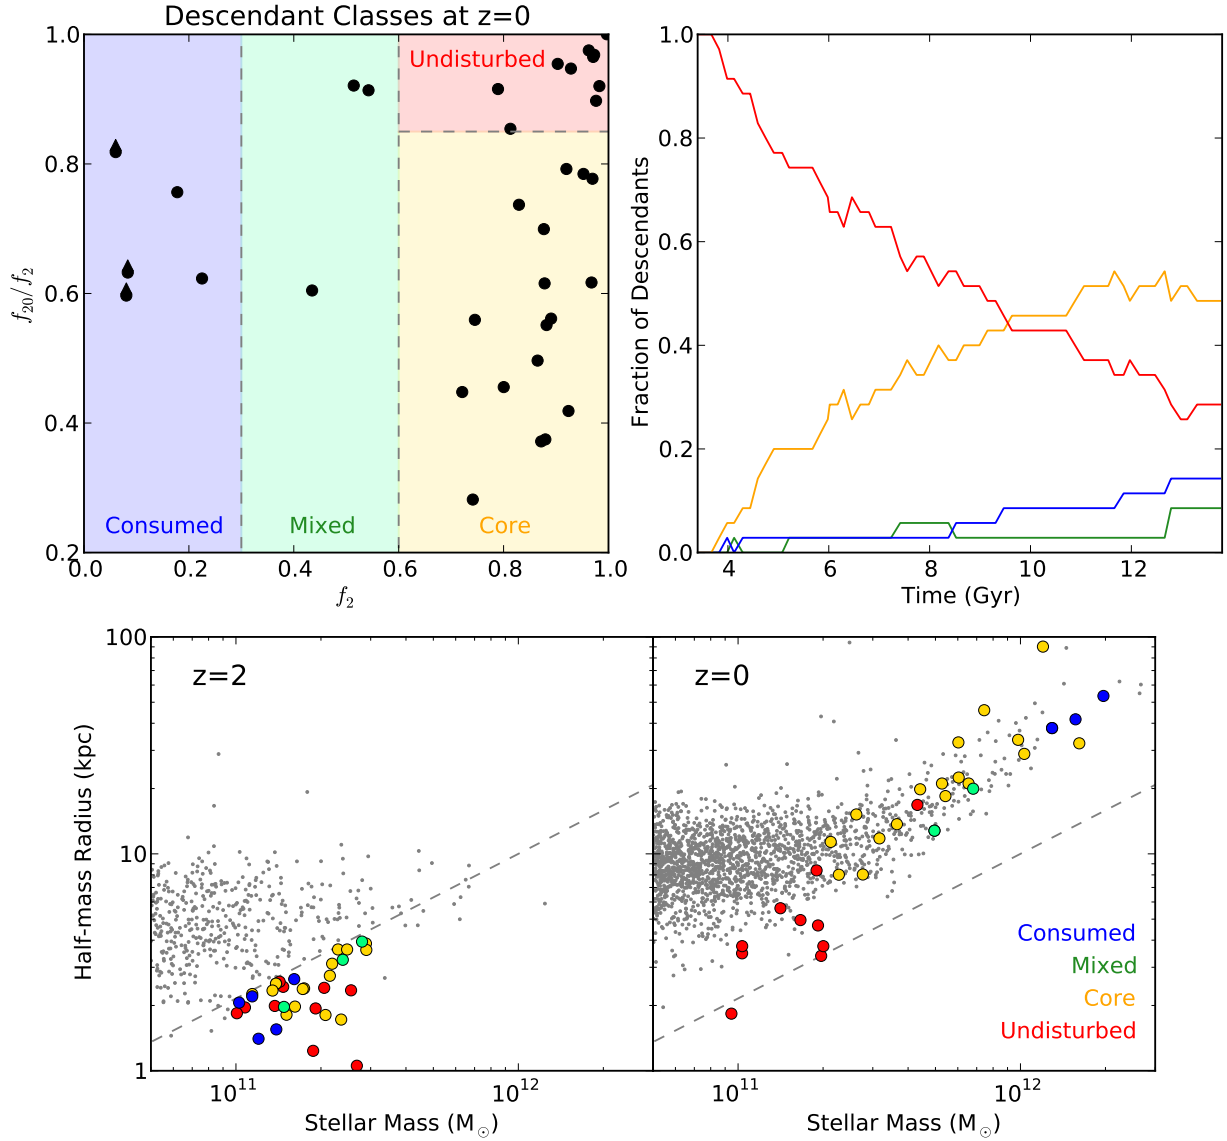 Descendant Classes at z=0
1.0
0.8
0.6
0.4
0.2
f20/f2
Undisturbed
Consumed
Mixed
Core
0.0 0.2 0.4 0.6 0.8 1.0
f2
1.0
0.8
0.6
0.4
0.2
0.0
Fraction of Descendants
4 6 8 10 12
Time (Gyr)
100
10
1
Half-mass Radius (kpc)
z=2
z=0
Consumed
Mixed
Core
Undisturbed
10¹¹ 10¹² 10¹¹ 10¹²
Stellar Mass (M☉) Stellar Mass (M☉)